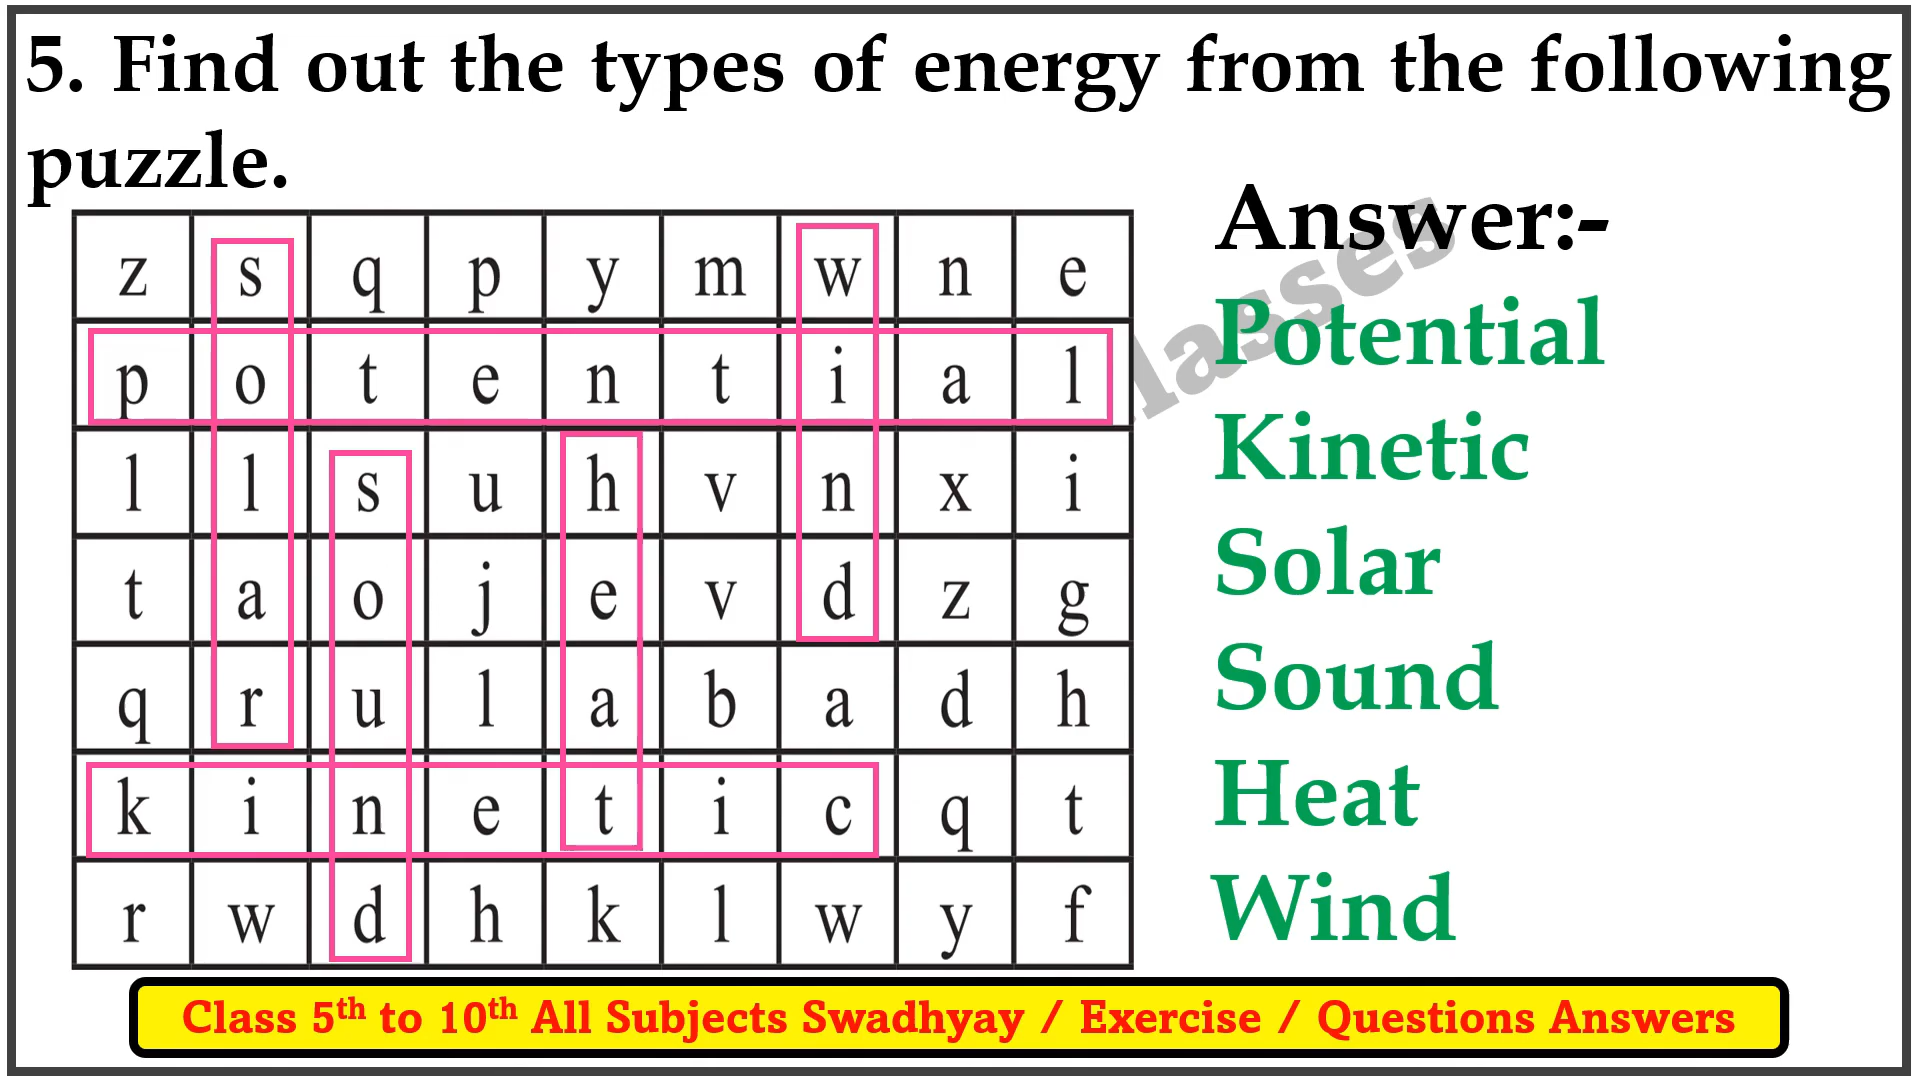 5. Find out the types of energy from the following
puzzle.
z s q p y m w n e
p o t e n t i a l
l l s u h v n x i
t a o j e v d z g
q r u l a b a d h
k i n e t i c q t
r w d h k l w y f
lasses
Answer:-
Potential
Kinetic
Solar
Sound
Heat
Wind
Class 5th to 10th All Subjects Swadhyay / Exercise / Questions Answers